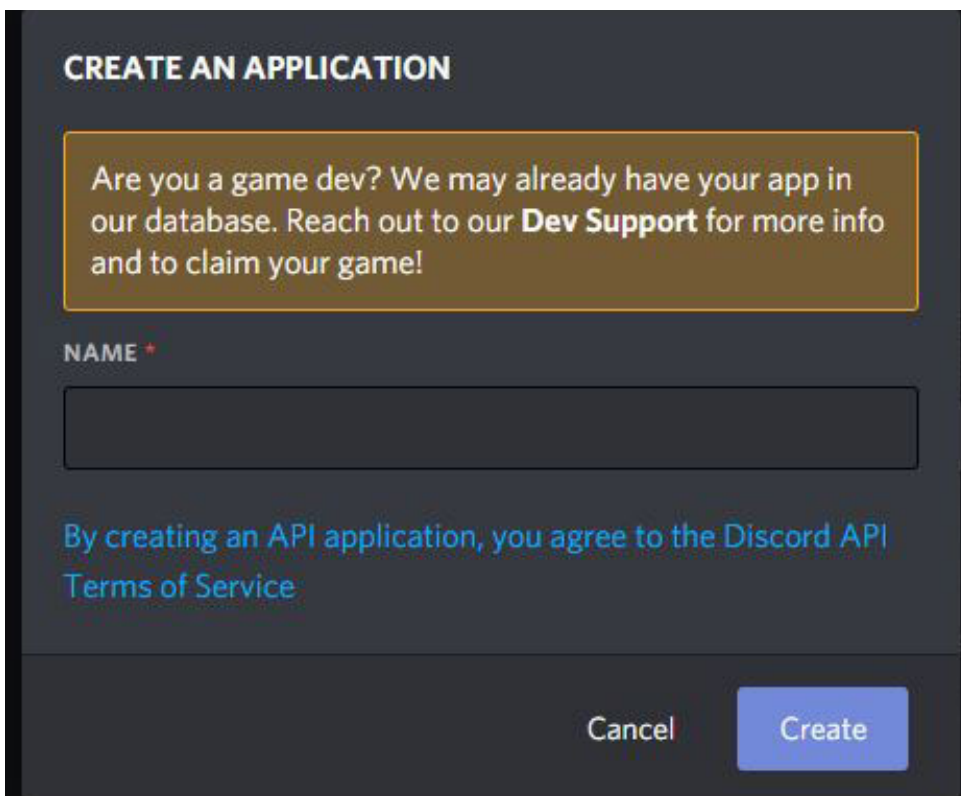 CREATE AN APPLICATION
Are you a game dev? We may already have your app in
our database. Reach out to our Dev Support for more info
and to claim your game!
NAME *
By creating an API application, you agree to the Discord API
Terms of Service
Cancel
Create